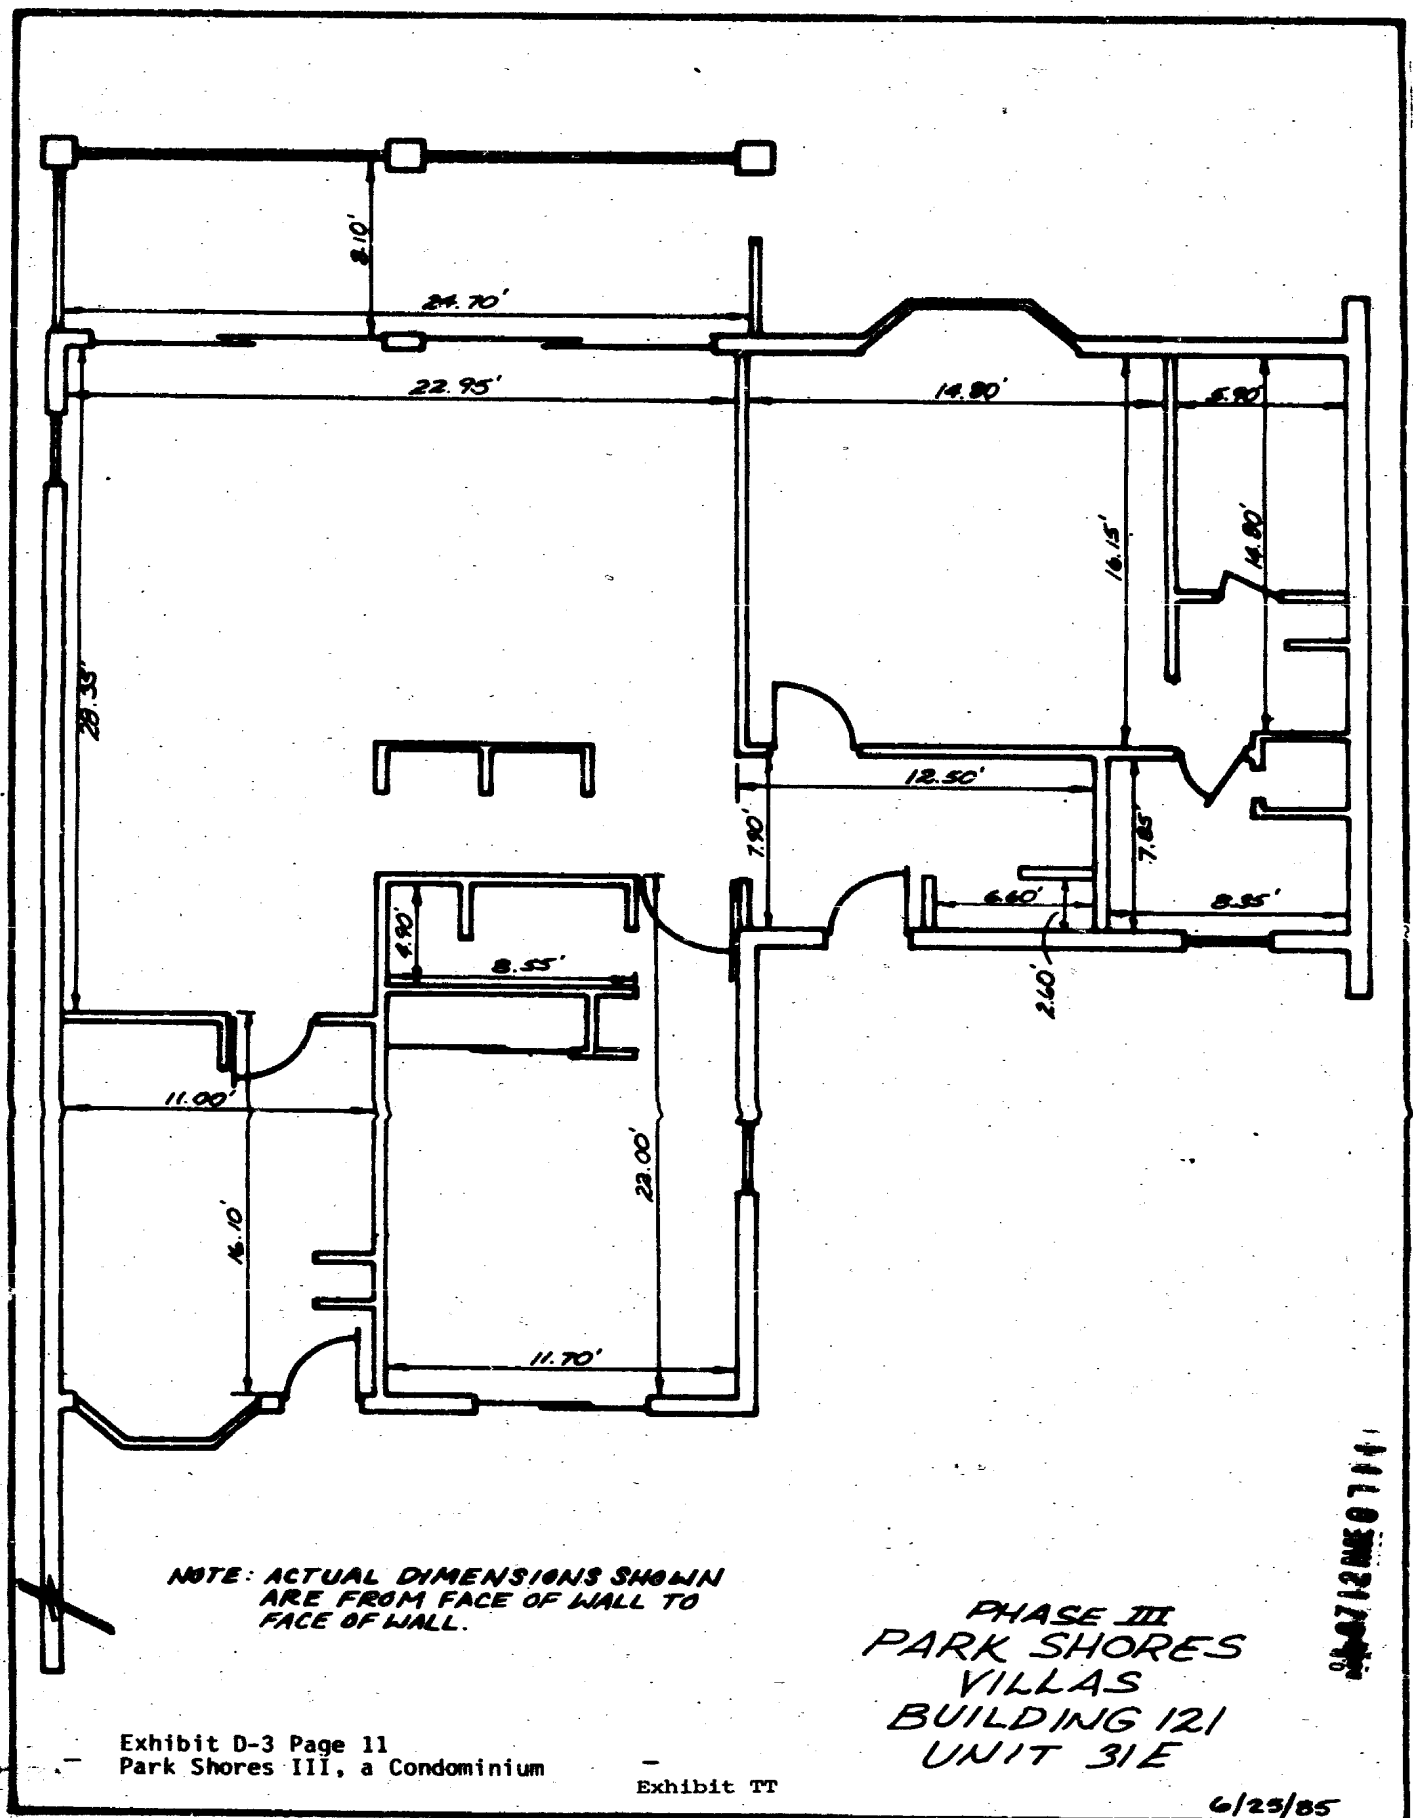 8.10'
24.70'
22.95'
14.80'
5.90'
16.15'
14.80'
28.35'
12.50'
7.90'
7.85'
6.60'
8.35'
4.90'
8.55'
2.60'
11.00'
22.00'
16.10'
11.70'
NOTE: ACTUAL DIMENSIONS SHOWN
ARE FROM FACE OF WALL TO
FACE OF WALL.
PHASE III
PARK SHORES
VILLAS
BUILDING 121
UNIT 31E
Exhibit D-3 Page 11
Park Shores III, a Condominium
Exhibit TT
6/25/85